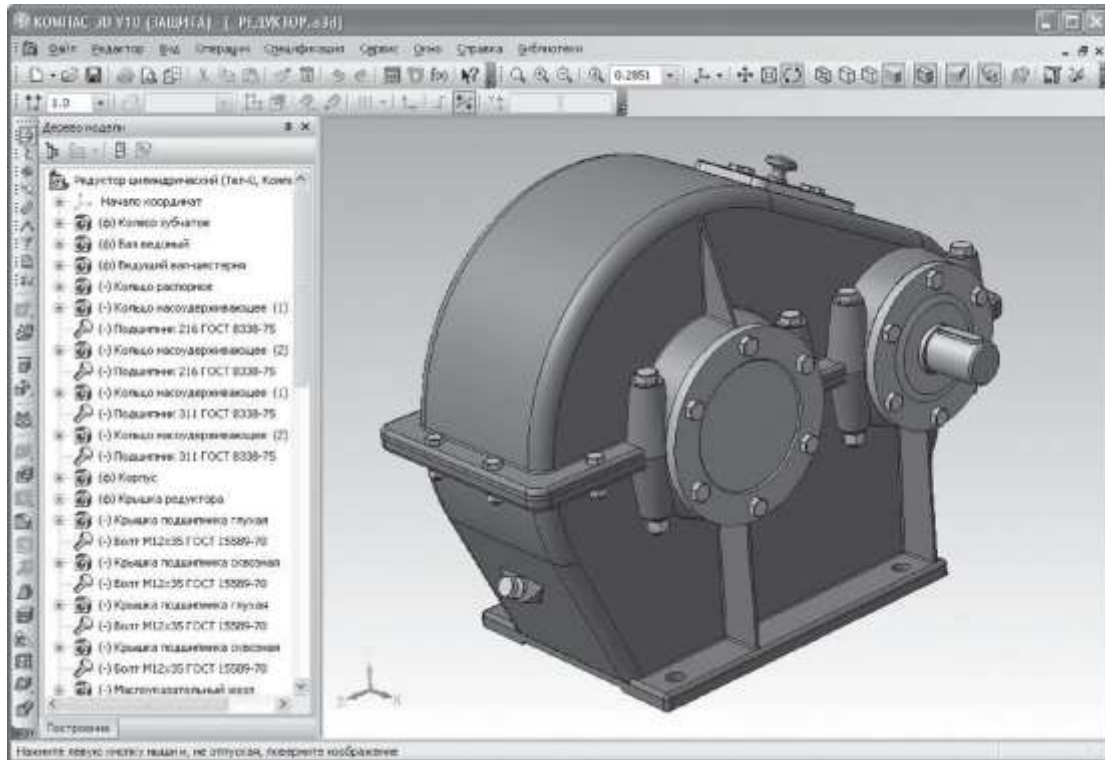 КОМПАС-3D V10 (ЗАЩИТА) [ РЕДУКТОР.a3d]
Файл Редактор Вид Операции Спецификация Сервис Окно Справка Библиотеки
0.2851
1.0
Дерево модели
Редуктор цилиндрический (Тел-0, Компо
Начало координат
(ф) Колесо зубчатое
(ф) Вал ведомый
(ф) Ведущий вал-шестерня
(-) Кольцо распорное
(-) Кольцо маслоудерживающее (1)
(-) Подшипник 216 ГОСТ 8338-75
(-) Кольцо маслоудерживающее (2)
(-) Подшипник 216 ГОСТ 8338-75
(-) Кольцо маслоудерживающее (1)
(-) Подшипник 311 ГОСТ 8338-75
(-) Кольцо маслоудерживающее (2)
(-) Подшипник 311 ГОСТ 8338-75
(ф) Корпус
(ф) Крышка редуктора
(-) Крышка подшипника глухая
(-) Болт M12x35 ГОСТ 15589-70
(-) Крышка подшипника сквозная
(-) Болт M12x35 ГОСТ 15589-70
(-) Крышка подшипника глухая
(-) Болт M12x35 ГОСТ 15589-70
(-) Крышка подшипника сквозная
(-) Болт M12x35 ГОСТ 15589-70
(-) Маслоуказательный жезл
Построение
Нажмите левую кнопку мыши и, не отпуская, поверните изображение